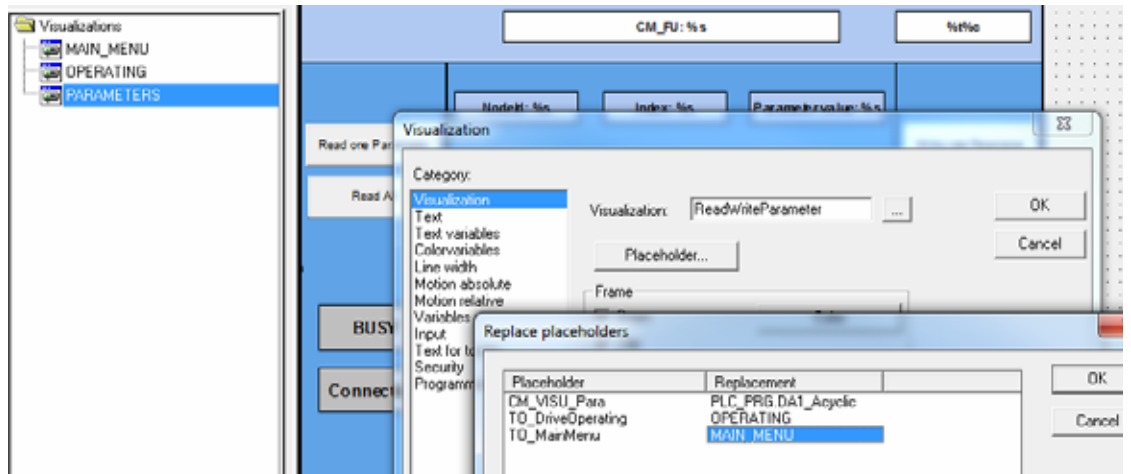 Visualizations
MAIN_MENU
OPERATING
PARAMETERS
CM_FU: %s
%t%s
NodeId: %s
Index: %s
Parametervalue: %s
Read one Par
Read A
BUSY
Connect
Visualization
Category:
Visualization
Text
Text variables
Colorvariables
Line width
Motion absolute
Motion relative
Variables
Input
Text for to
Security
Programm
Visualization:
ReadWriteParameter
...
OK
Cancel
Placeholder...
Frame
Replace placeholders
Placeholder Replacement
CM_VISU_Para PLC_PRG.DA1_Acyclic
TO_DriveOperating OPERATING
TO_MainMenu MAIN_MENU
OK
Cancel